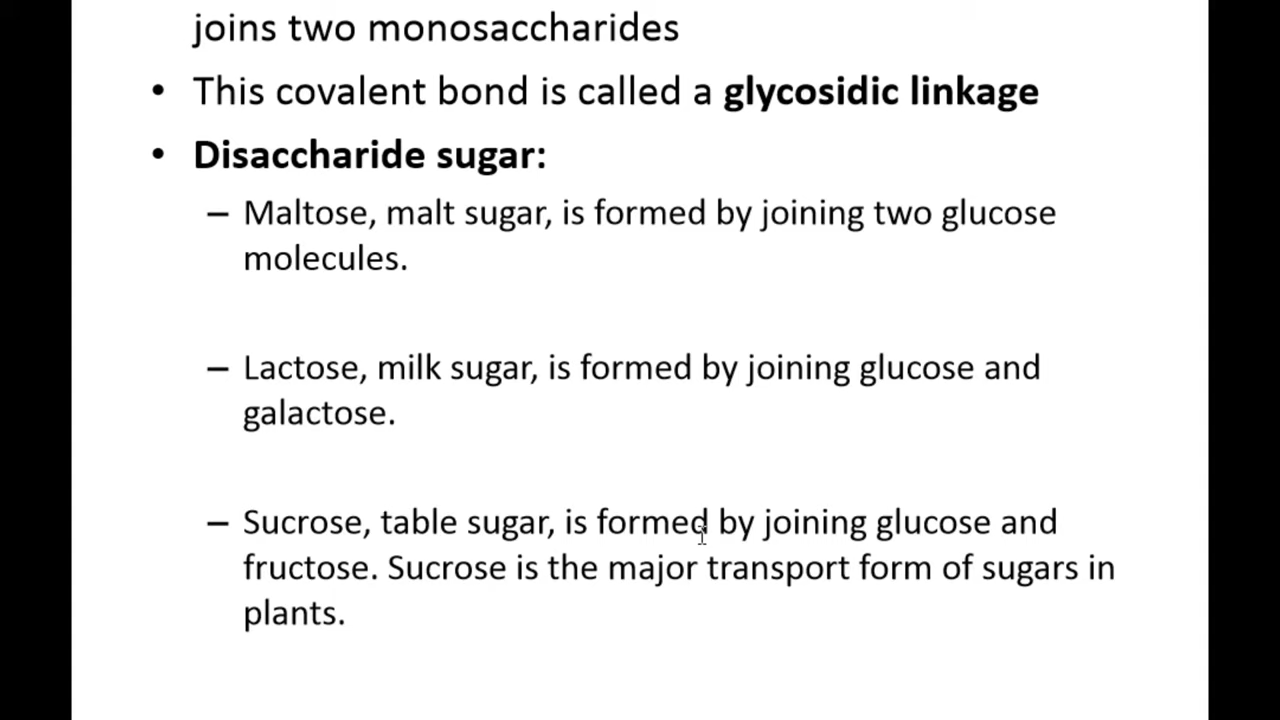 joins two monosaccharides
• This covalent bond is called a glycosidic linkage
• Disaccharide sugar:
– Maltose, malt sugar, is formed by joining two glucose
molecules.
– Lactose, milk sugar, is formed by joining glucose and
galactose.
– Sucrose, table sugar, is formed by joining glucose and
fructose. Sucrose is the major transport form of sugars in
plants.